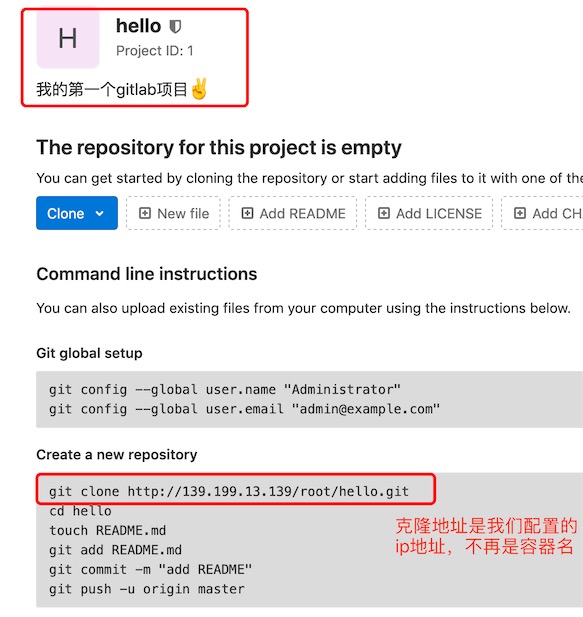 H
hello
Project ID: 1
我的第一个gitlab项目✌️
The repository for this project is empty
You can get started by cloning the repository or start adding files to it with one of the
Clone
New file
Add README
Add LICENSE
Add CH
Command line instructions
You can also upload existing files from your computer using the instructions below.
Git global setup
git config --global user.name "Administrator"
git config --global user.email "admin@example.com"
Create a new repository
git clone http://139.199.13.139/root/hello.git
cd hello
touch README.md
git add README.md
git commit -m "add README"
git push -u origin master
克隆地址是我们配置的
ip地址，不再是容器名